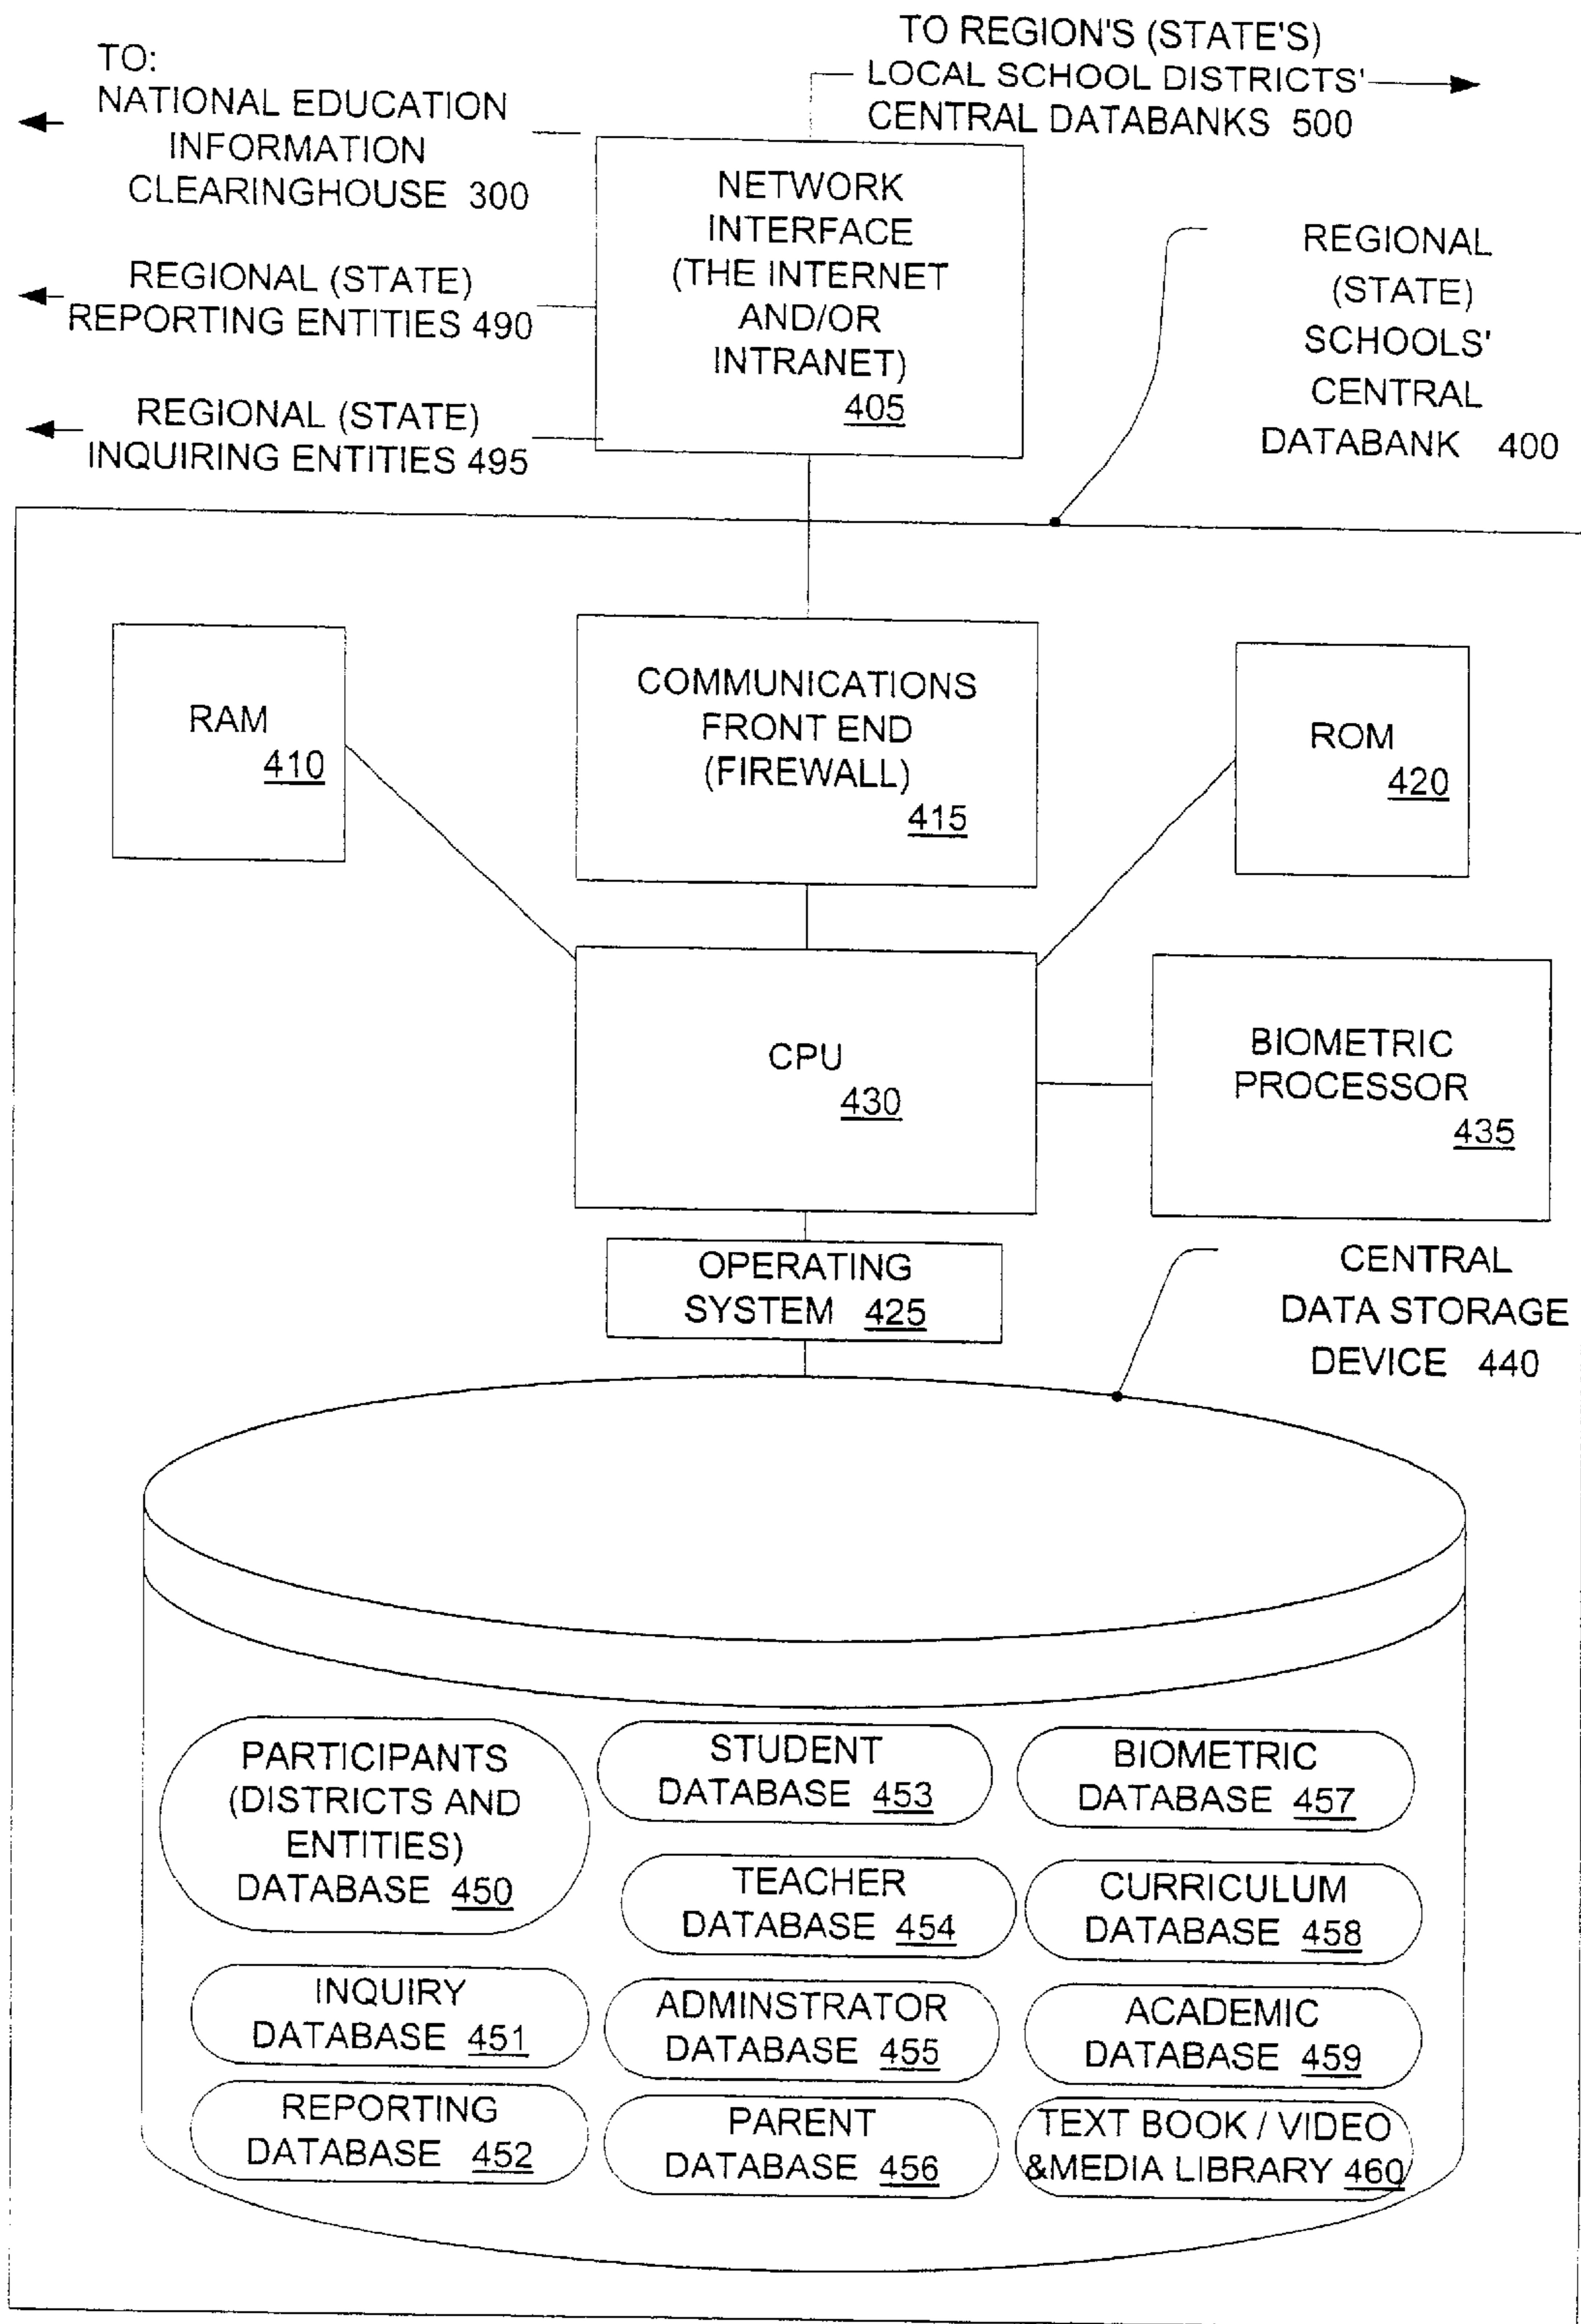 TO:
NATIONAL EDUCATION
INFORMATION
CLEARINGHOUSE 300
TO REGION'S (STATE'S)
LOCAL SCHOOL DISTRICTS'
CENTRAL DATABANKS 500
REGIONAL (STATE)
REPORTING ENTITIES 490
REGIONAL (STATE)
INQUIRING ENTITIES 495
NETWORK
INTERFACE
(THE INTERNET
AND/OR
INTRANET)
405
REGIONAL
(STATE)
SCHOOLS'
CENTRAL
DATABANK 400
RAM
410
COMMUNICATIONS
FRONT END
(FIREWALL)
415
ROM
420
CPU
430
BIOMETRIC
PROCESSOR
435
OPERATING
SYSTEM 425
CENTRAL
DATA STORAGE
DEVICE 440
PARTICIPANTS
(DISTRICTS AND
ENTITIES)
DATABASE 450
INQUIRY
DATABASE 451
REPORTING
DATABASE 452
STUDENT
DATABASE 453
TEACHER
DATABASE 454
ADMINSTRATOR
DATABASE 455
PARENT
DATABASE 456
BIOMETRIC
DATABASE 457
CURRICULUM
DATABASE 458
ACADEMIC
DATABASE 459
TEXT BOOK / VIDEO
&MEDIA LIBRARY 460